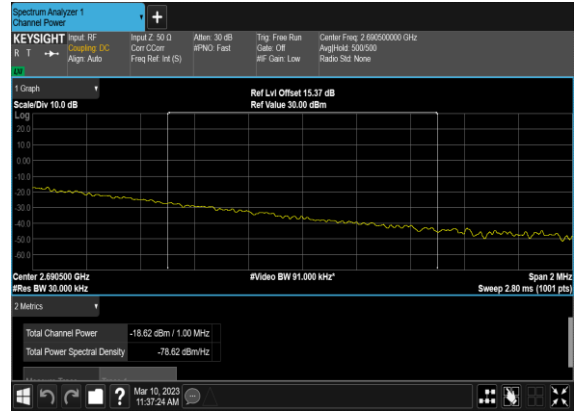 Spectrum Analyzer 1
Channel Power
+
KEYSIGHT Input: RF Input Z: 50 Ω Atten: 30 dB Trig: Free Run Center Freq: 2.690500000 GHz
R T Coupling: DC Corr CCorr #PNO: Fast Gate: Off Avg|Hold: 500/500
Align: Auto Freq Ref: Int (S) #IF Gain: Low Radio Std: None
1 Graph Ref Lvl Offset 15.37 dB
Scale/Div 10.0 dB Ref Value 30.00 dBm
Log
20.0
10.0
0.00
-10.0
-20.0
-30.0
-40.0
-50.0
-60.0
Center 2.690500 GHz #Video BW 91.000 kHz* Span 2 MHz
#Res BW 30.000 kHz Sweep 2.80 ms (1001 pts)
2 Metrics
Total Channel Power -18.62 dBm / 1.00 MHz
Total Power Spectral Density -78.62 dBm/Hz
? Mar 10, 2023
11:37:24 AM